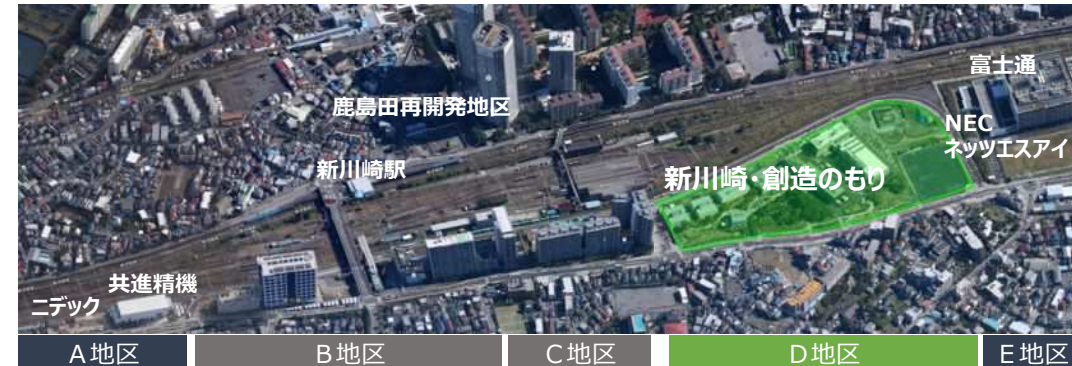 富士通
鹿島田再開発地区
NEC
ネッツエスアイ
新川崎駅
新川崎・創造のもり
共進精機
ニデック
A地区
B地区
C地区
D地区
E地区